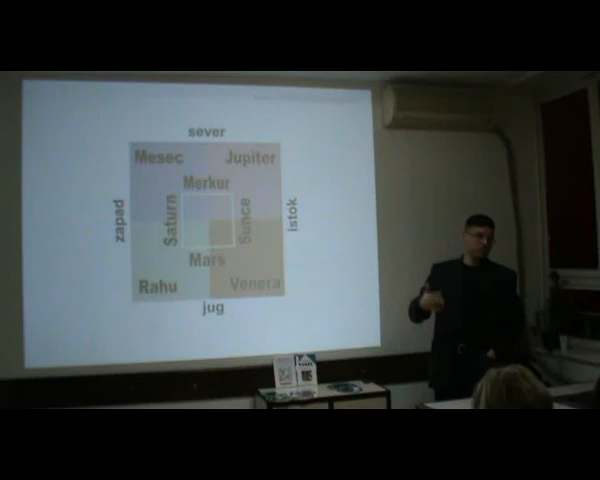 sever
Mesec Jupiter
Merkur
zapad Saturn Sunce istok
Mars
Rahu Venera
jug